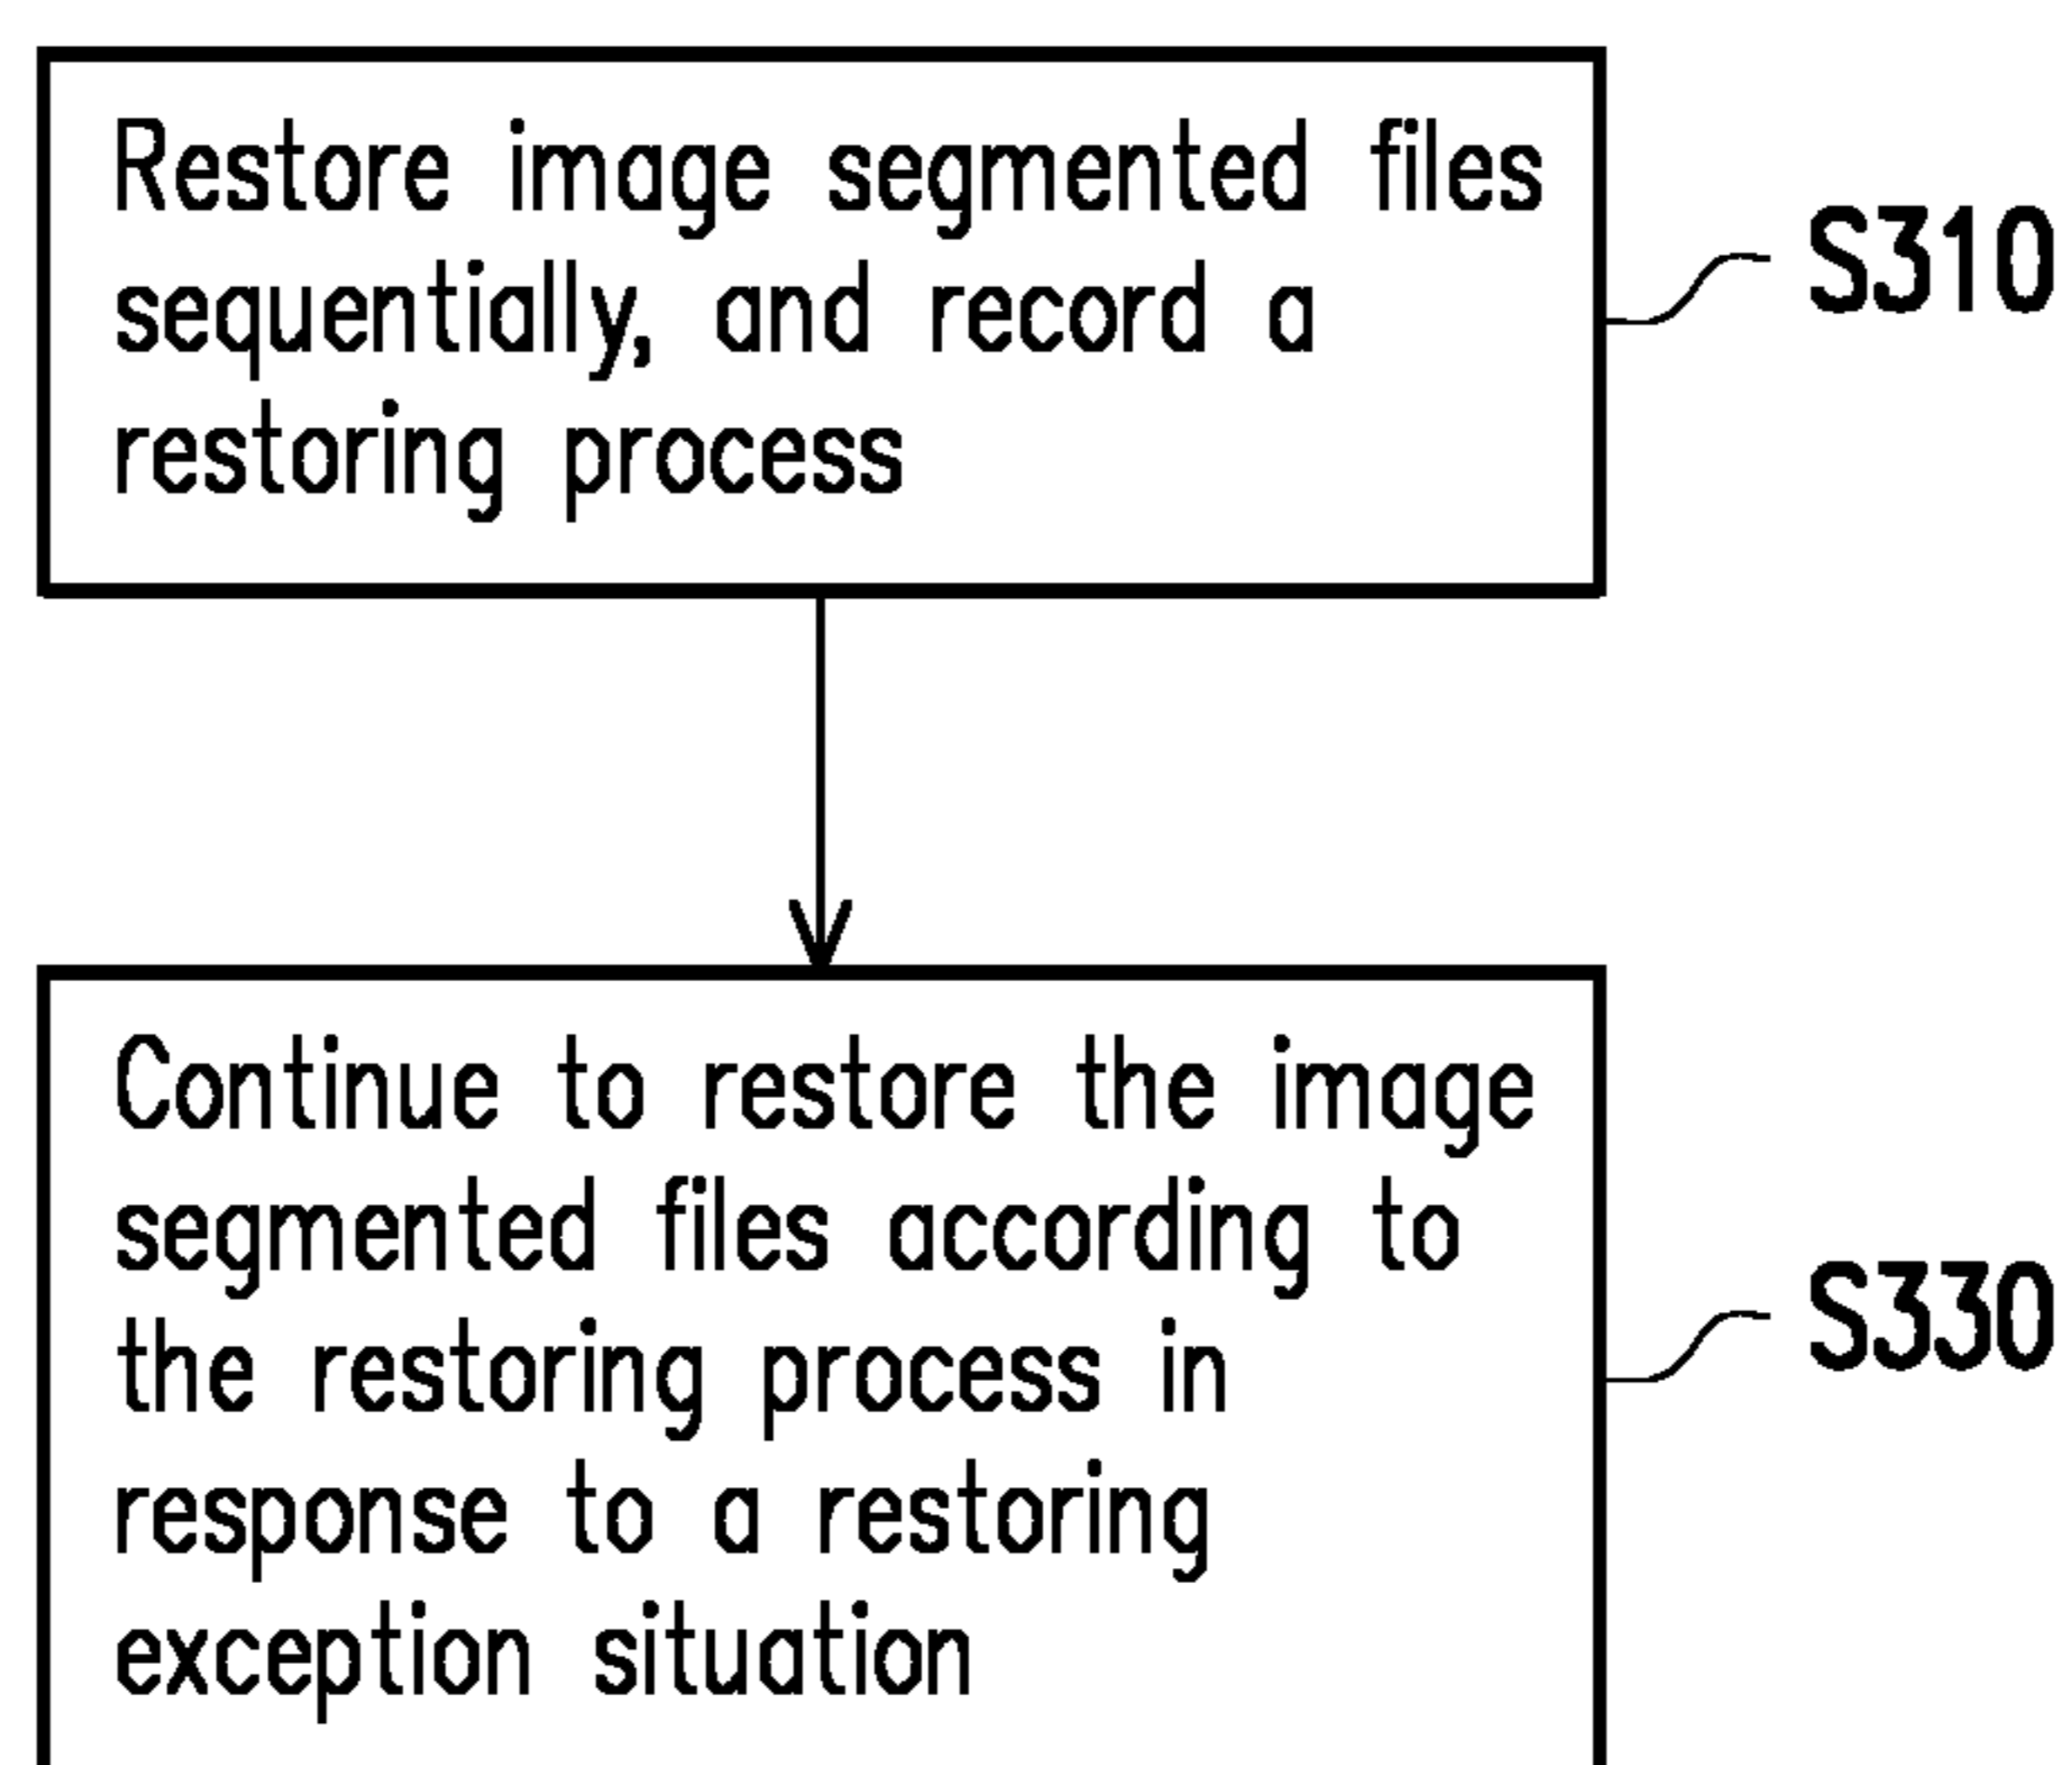 Restore image segmented files
sequentially, and record a
restoring process
S310
Continue to restore the image
segmented files according to
the restoring process in
response to a restoring
exception situation
S330